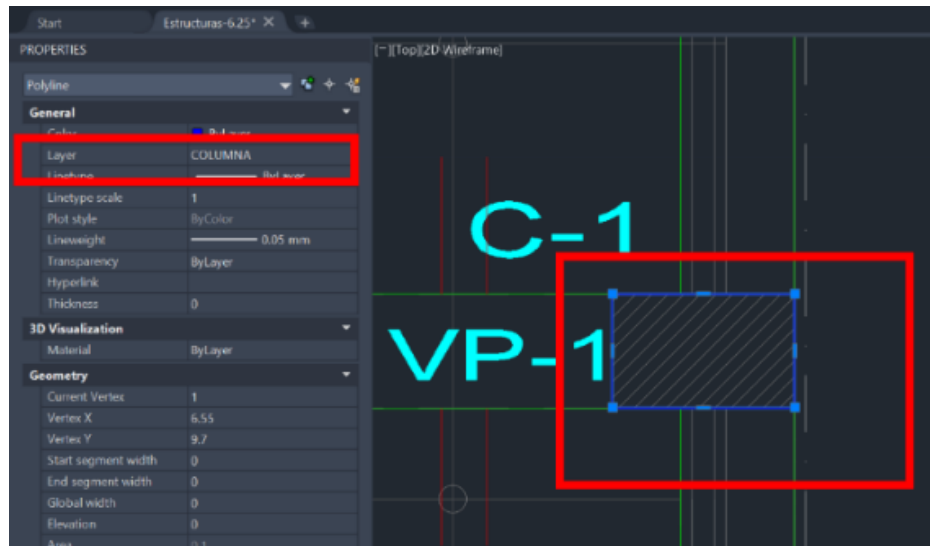 Start
Estructuras-6.25*
PROPERTIES
[−][Top][2D Wireframe]
Polyline
General
Color ByLayer
Layer COLUMNA
Linetype ByLayer
Linetype scale 1
Plot style ByColor
Lineweight 0.05 mm
Transparency ByLayer
Hyperlink
Thickness 0
3D Visualization
Material ByLayer
Geometry
Current Vertex 1
Vertex X 6.55
Vertex Y 9.7
Start segment width 0
End segment width 0
Global width 0
Elevation 0
Area 0.1
C-1
VP-1